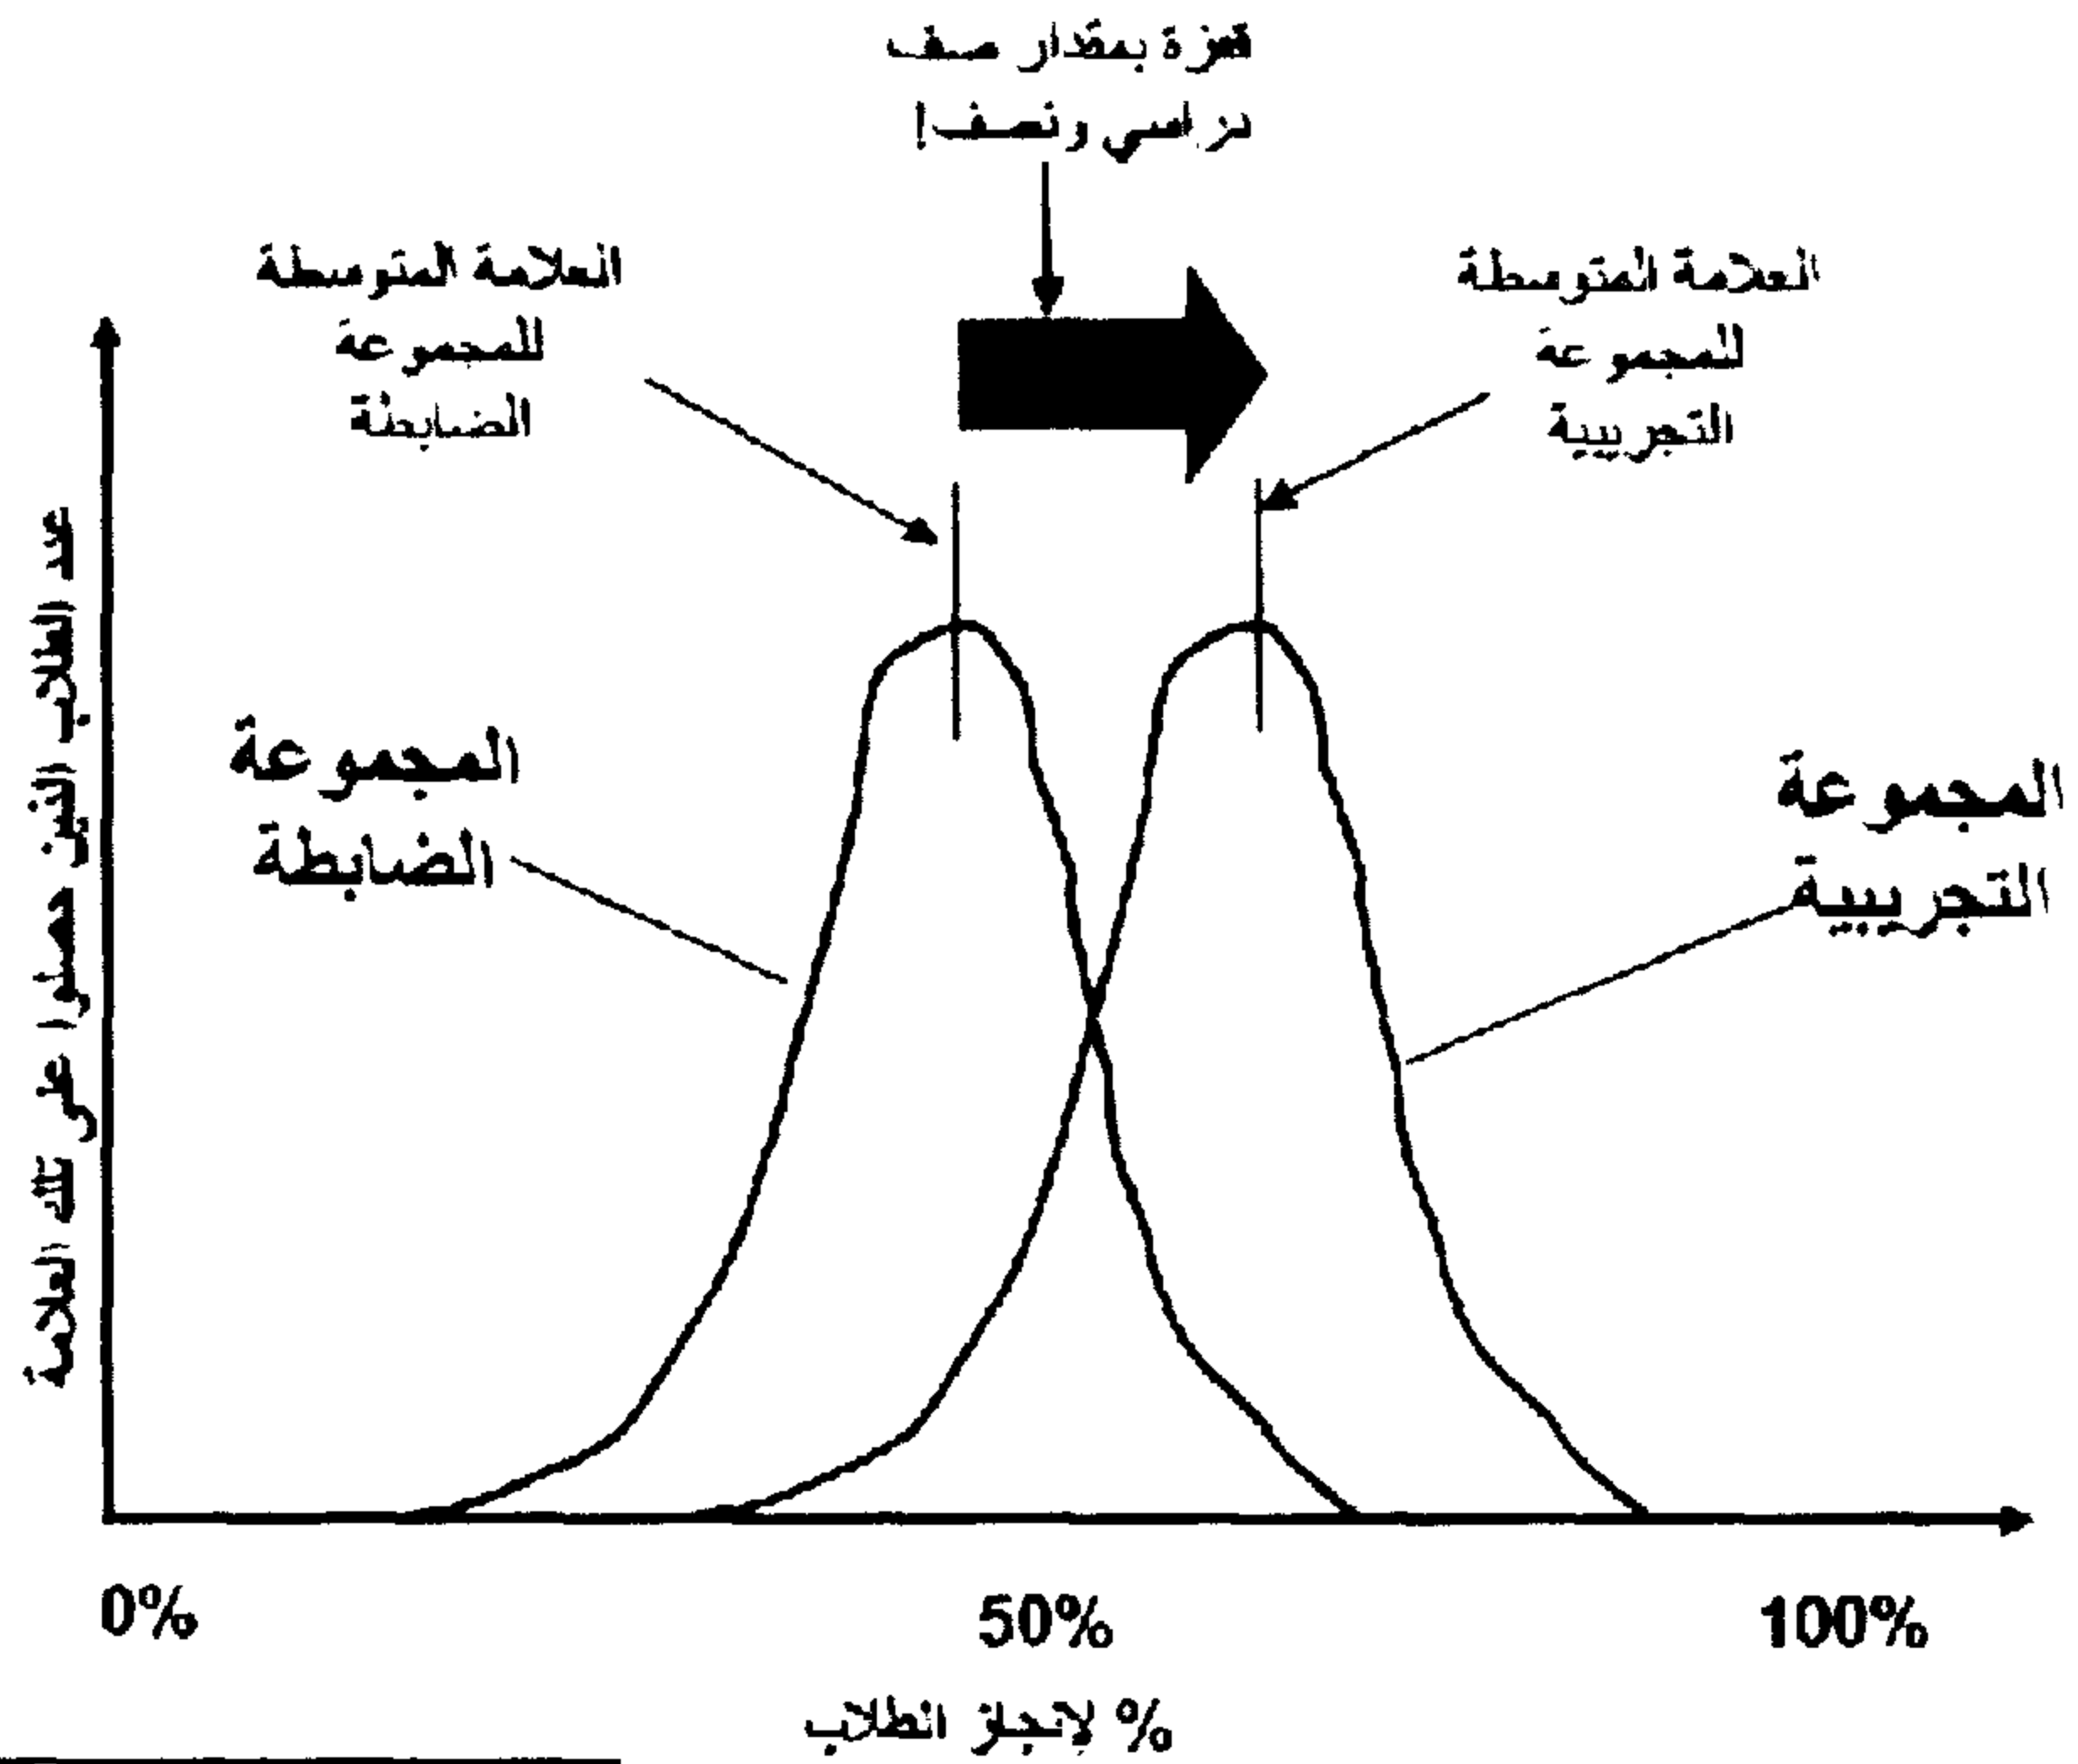 قفزة بمقدار صف
دراسي ونصف!
العلامة المتوسطة
للمجموعة
التجريبية
العلامة المتوسطة
للمجموعة
الضابطة
المجموعة
الضابطة
المجموعة
التجريبية
عدد الطلاب الذين حصلوا على تلك العلامة
0%
50%
100%
% لإنجاز الطلاب